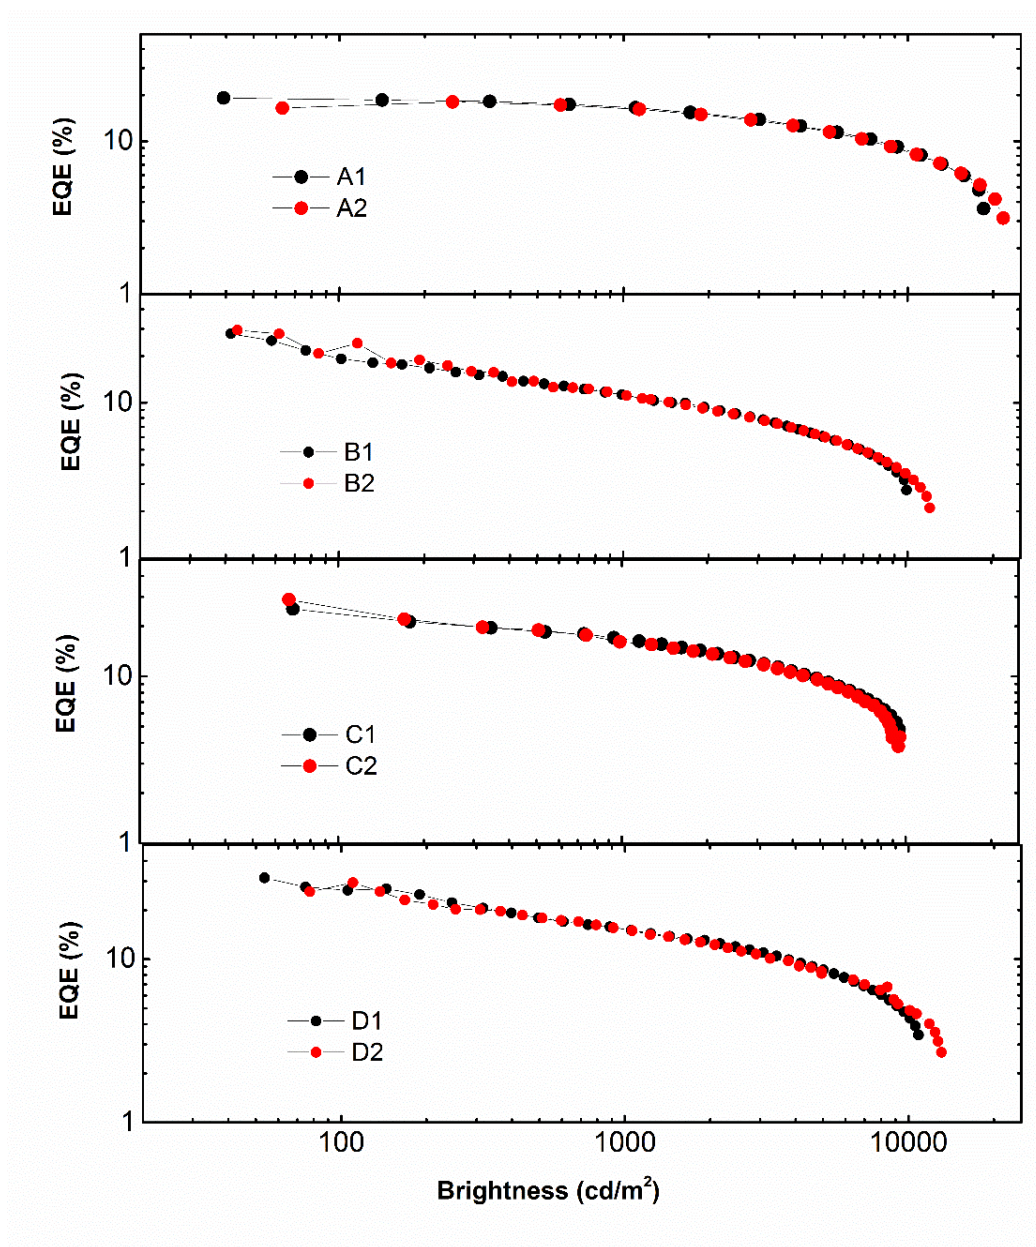 EQE (%)
10
1
A1
A2
EQE (%)
10
1
B1
B2
EQE (%)
10
1
C1
C2
EQE (%)
10
1
D1
D2
100
1000
10000
Brightness (cd/m²)